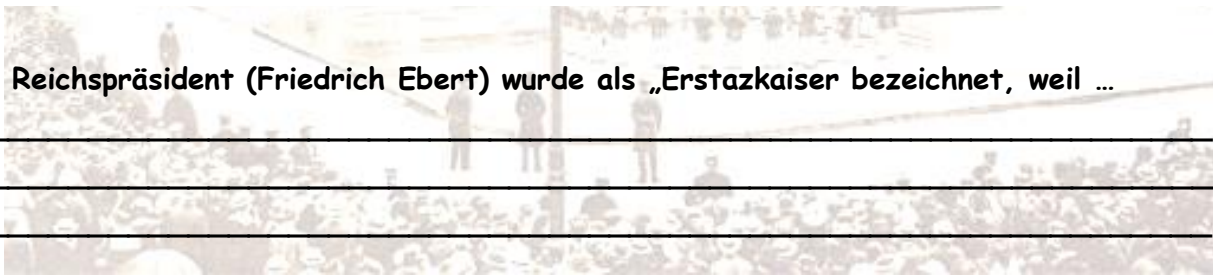 Reichspräsident (Friedrich Ebert) wurde als „Erstazkaiser bezeichnet, weil …